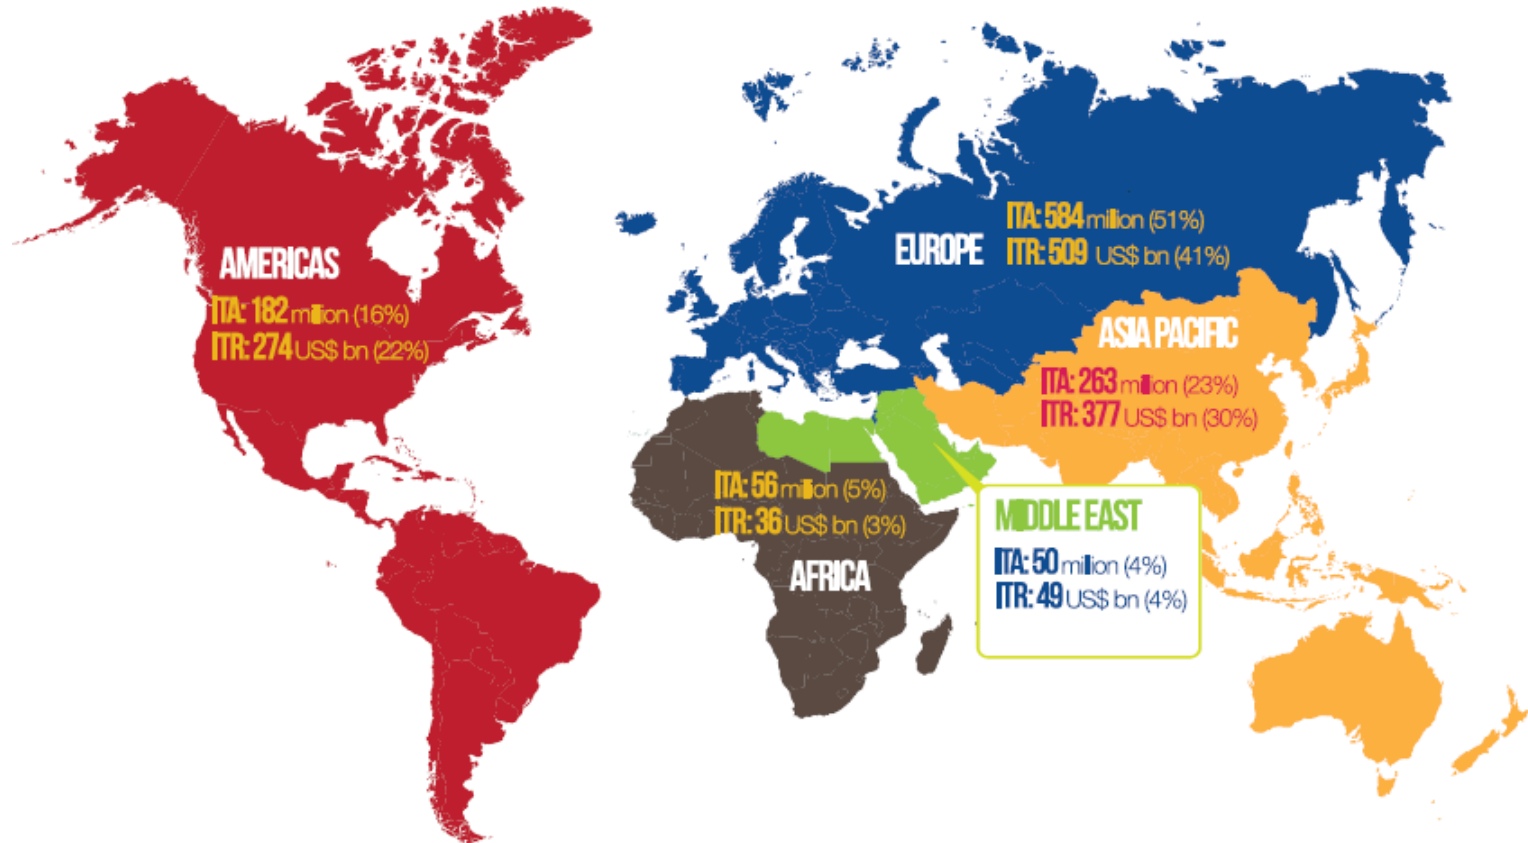 AMERICAS
ITA: 182 million (16%)
ITR: 274 US$ bn (22%)
EUROPE
ITA: 584 million (51%)
ITR: 509 US$ bn (41%)
ASIA PACIFIC
ITA: 263 million (23%)
ITR: 377 US$ bn (30%)
ITA: 56 million (5%)
ITR: 36 US$ bn (3%)
AFRICA
MIDDLE EAST
ITA: 50 million (4%)
ITR: 49 US$ bn (4%)